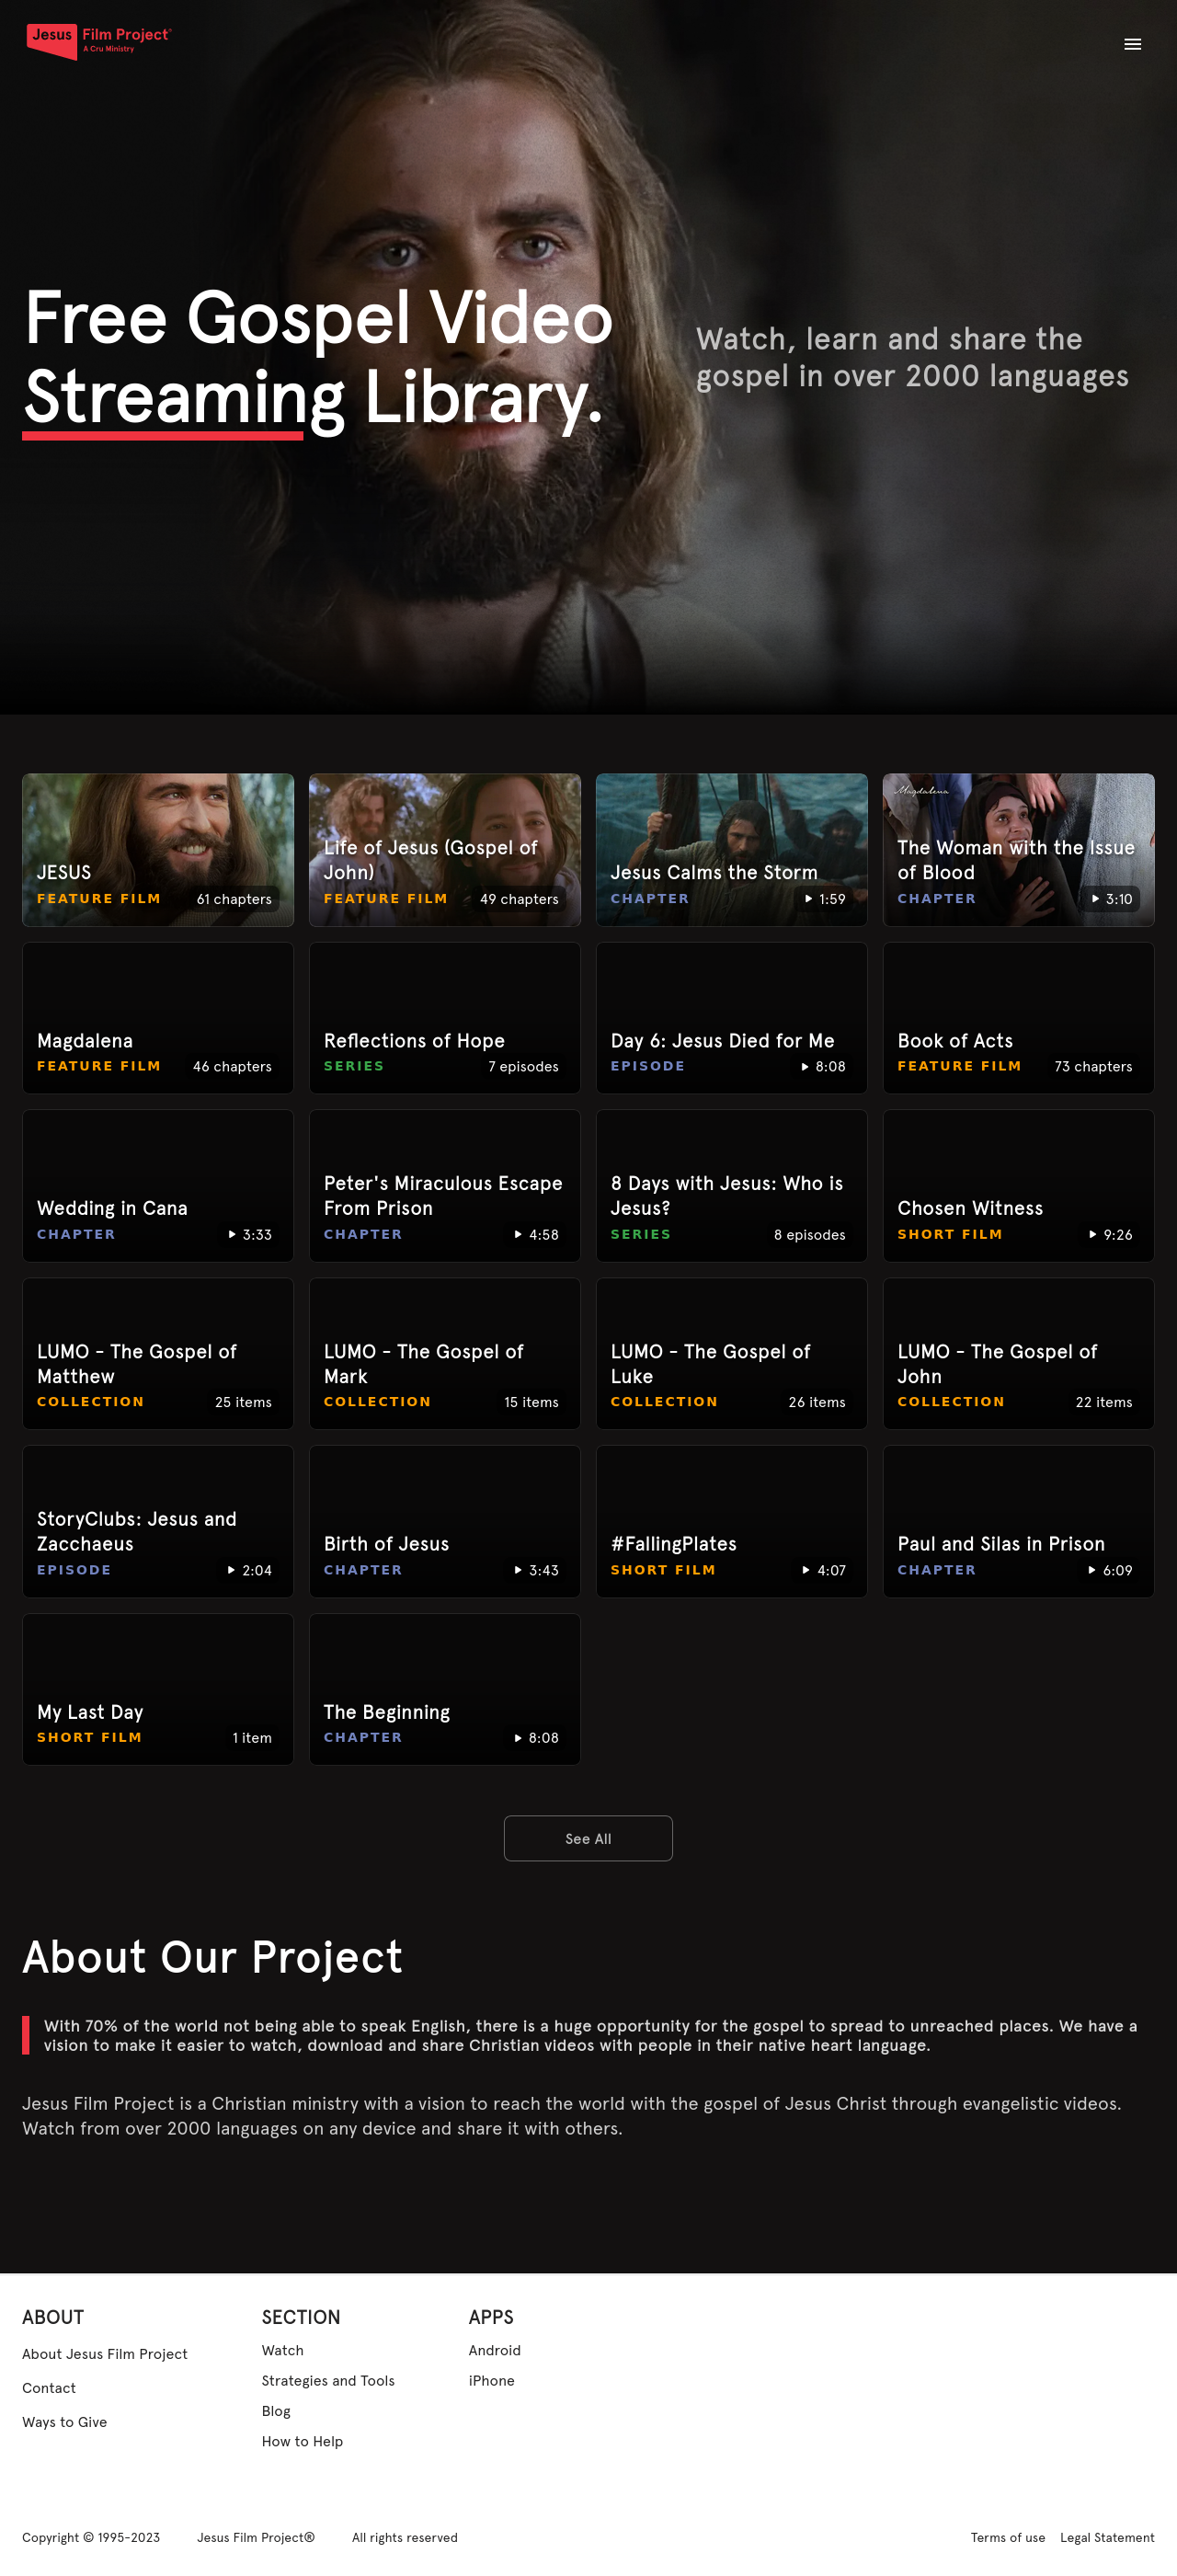 Jesus Film Project®
A Cru Ministry
Free Gospel Video
Streaming Library.
Watch, learn and share the
gospel in over 2000 languages
JESUS
FEATURE FILM 61 chapters
Life of Jesus (Gospel of
John)
FEATURE FILM 49 chapters
Jesus Calms the Storm
CHAPTER 1:59
Magdalena
The Woman with the Issue
of Blood
CHAPTER 3:10
Magdalena
FEATURE FILM 46 chapters
Reflections of Hope
SERIES 7 episodes
Day 6: Jesus Died for Me
EPISODE 8:08
Book of Acts
FEATURE FILM 73 chapters
Wedding in Cana
CHAPTER 3:33
Peter's Miraculous Escape
From Prison
CHAPTER 4:58
8 Days with Jesus: Who is
Jesus?
SERIES 8 episodes
Chosen Witness
SHORT FILM 9:26
LUMO - The Gospel of
Matthew
COLLECTION 25 items
LUMO - The Gospel of
Mark
COLLECTION 15 items
LUMO - The Gospel of
Luke
COLLECTION 26 items
LUMO - The Gospel of
John
COLLECTION 22 items
StoryClubs: Jesus and
Zacchaeus
EPISODE 2:04
Birth of Jesus
CHAPTER 3:43
#FallingPlates
SHORT FILM 4:07
Paul and Silas in Prison
CHAPTER 6:09
My Last Day
SHORT FILM 1 item
The Beginning
CHAPTER 8:08
See All
About Our Project
With 70% of the world not being able to speak English, there is a huge opportunity for the gospel to spread to unreached places. We have a
vision to make it easier to watch, download and share Christian videos with people in their native heart language.
Jesus Film Project is a Christian ministry with a vision to reach the world with the gospel of Jesus Christ through evangelistic videos.
Watch from over 2000 languages on any device and share it with others.
ABOUT
About Jesus Film Project
Contact
Ways to Give
SECTION
Watch
Strategies and Tools
Blog
How to Help
APPS
Android
iPhone
Copyright © 1995-2023 Jesus Film Project® All rights reserved
Terms of use Legal Statement